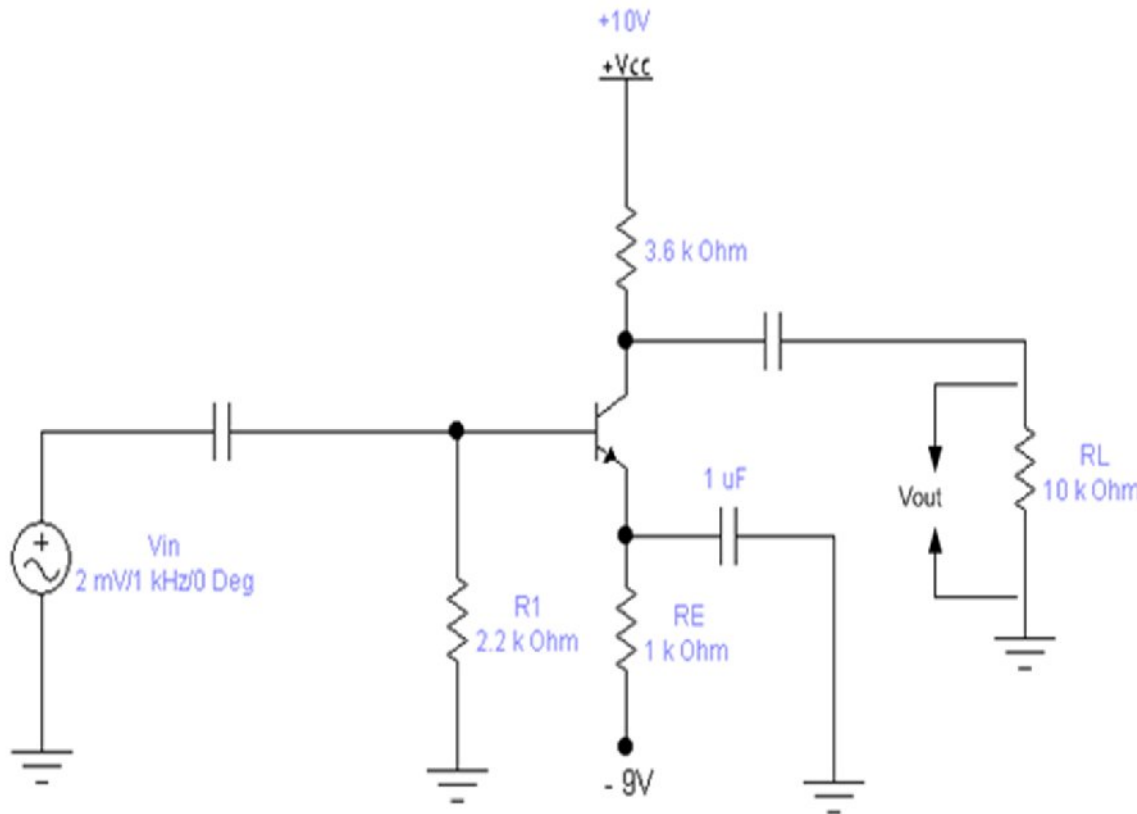 +10V
+Vcc
3.6 k Ohm
1 uF
RL
10 k Ohm
Vout
Vin
2 mV/1 kHz/0 Deg
R1
2.2 k Ohm
RE
1 k Ohm
- 9V